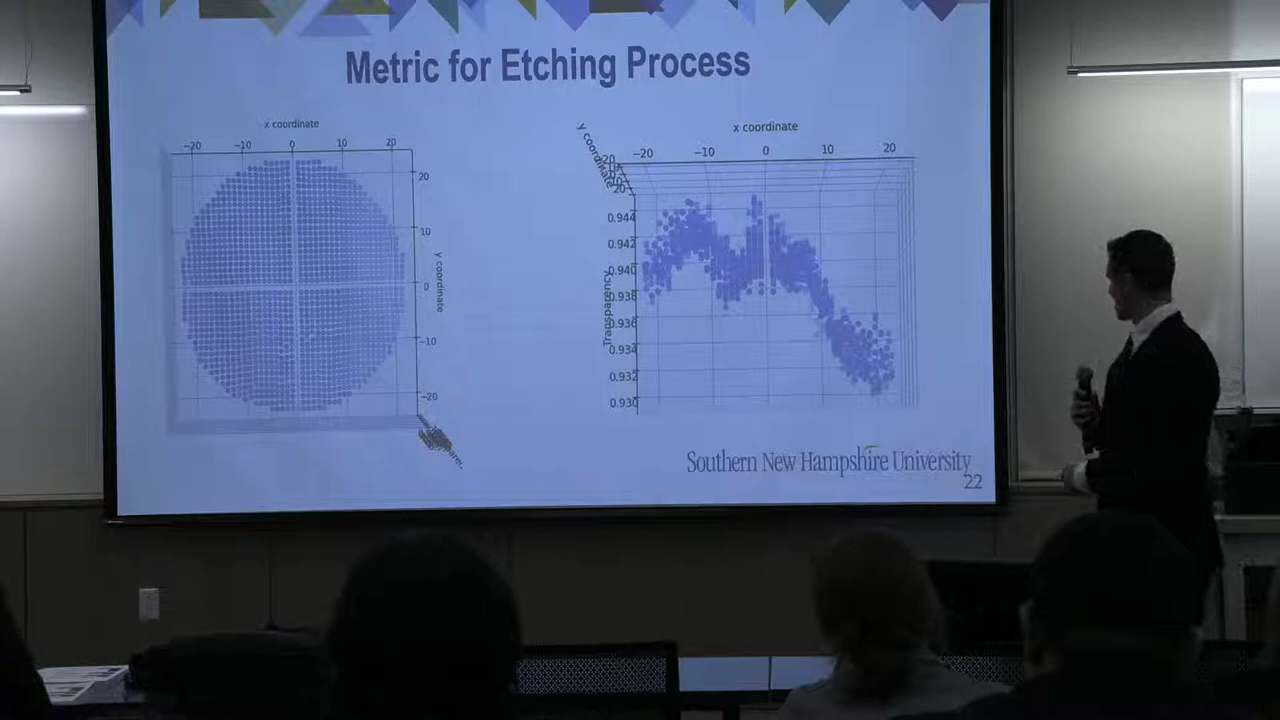 Metric for Etching Process
x coordinate
-20 -10 0 10 20
20
10
0
-10
-20
y coordinate
x coordinate
-20 -10 0 10 20
y coordinate
20
0.944
0.942
0.940
0.938
0.936
0.934
0.932
0.930
Transparency
Southern New Hampshire University
22